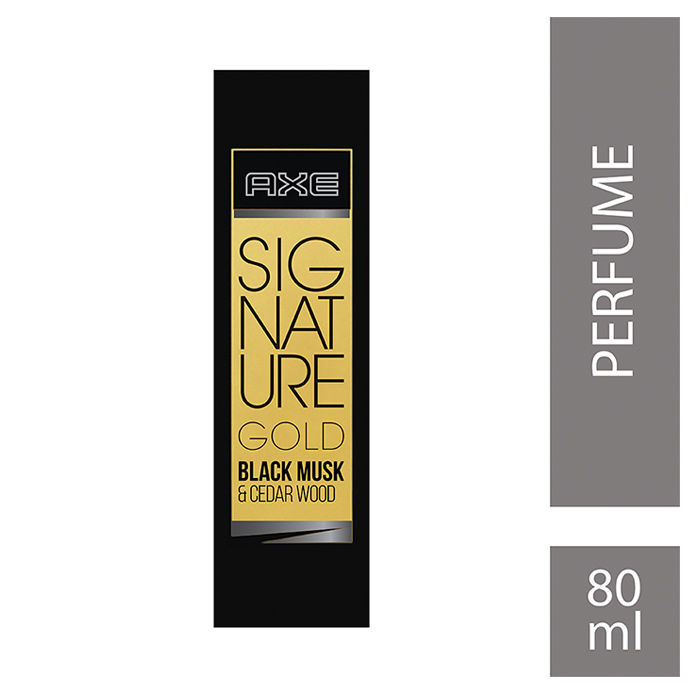 AXE
SIG
NAT
URE
GOLD
BLACK MUSK
& CEDAR WOOD
PERFUME
80
ml